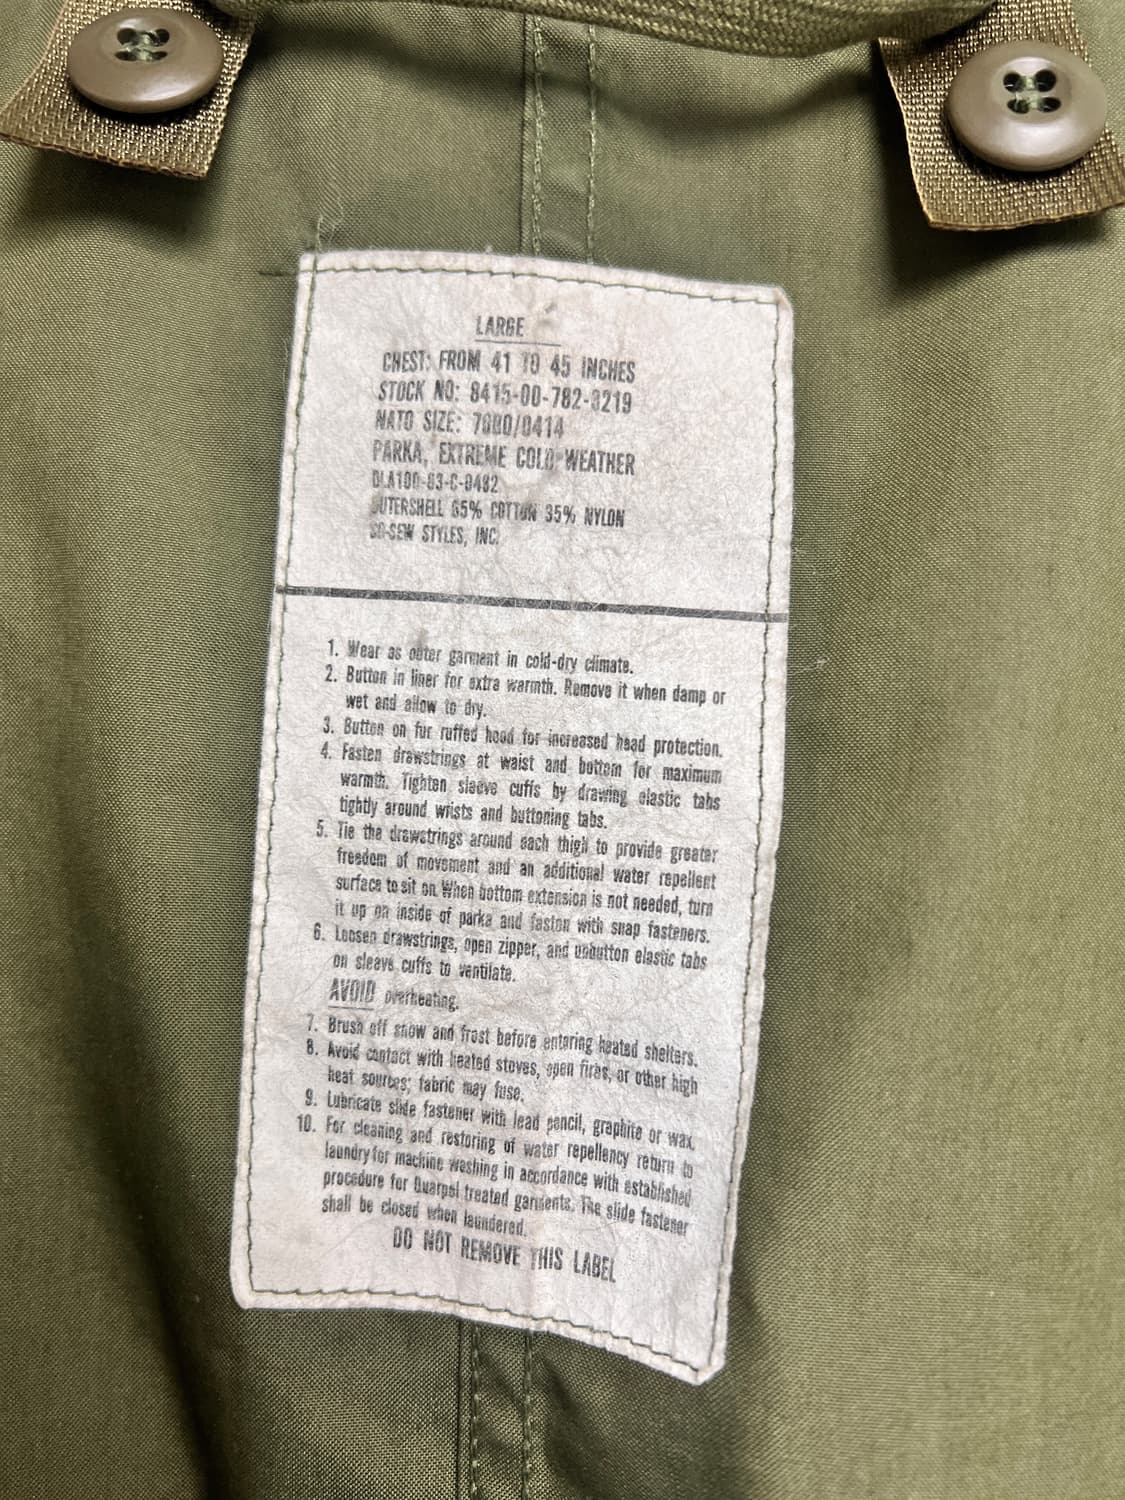 LARGE
CHEST: FROM 41 TO 45 INCHES
STOCK NO: 8415-00-782-3219
NATO SIZE: 7080/0414
PARKA, EXTREME COLD WEATHER
DLA100-83-C-0482
OUTERSHELL 65% COTTON 35% NYLON
SO-SEW STYLES, INC.
1. Wear as outer garment in cold-dry climate.
2. Button in liner for extra warmth. Remove it when damp or
wet and allow to dry.
3. Button on fur ruffed hood for increased head protection.
4. Fasten drawstrings at waist and bottom for maximum
warmth. Tighten sleeve cuffs by drawing elastic tabs
tightly around wrists and buttoning tabs.
5. Tie the drawstrings around each thigh to provide greater
freedom of movement and an additional water repellent
surface to sit on. When bottom extension is not needed, turn
it up on inside of parka and fasten with snap fasteners.
6. Loosen drawstrings, open zipper, and unbutton elastic tabs
on sleeve cuffs to ventilate.
AVOID overheating.
7. Brush off snow and frost before entering heated shelters.
8. Avoid contact with heated stoves, open fires, or other high
heat sources; fabric may fuse.
9. Lubricate slide fastener with lead pencil, graphite or wax.
10. For cleaning and restoring of water repellency return to
laundry for machine washing in accordance with established
procedure for Quarpel treated garments. The slide fastener
shall be closed when laundered.
DO NOT REMOVE THIS LABEL